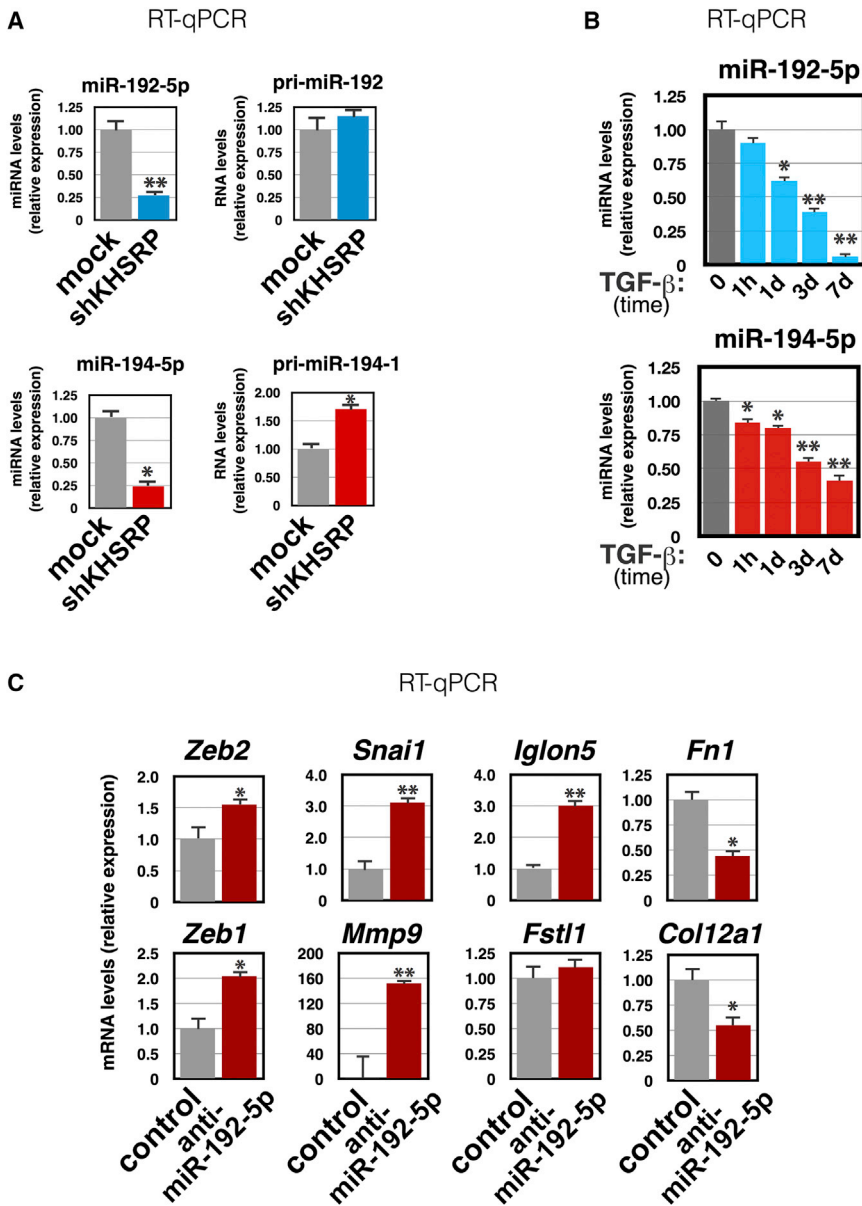 A
RT-qPCR
miR-192-5p
miRNA levels
(relative expression)
1.25
1.00
0.75
0.50
0.25
0
**
mock
shKHSRP
pri-miR-192
RNA levels
(relative expression)
1.25
1.00
0.75
0.50
0.25
0
mock
shKHSRP
miR-194-5p
miRNA levels
(relative expression)
1.25
1.00
0.75
0.50
0.25
0
*
mock
shKHSRP
pri-miR-194-1
RNA levels
(relative expression)
2.00
1.50
1.00
0.50
0
*
mock
shKHSRP
B
RT-qPCR
miR-192-5p
miRNA levels
(relative expression)
1.25
1.00
0.75
0.50
0.25
0
* ** **
TGF-β: 0 1h 1d 3d 7d
(time)
miR-194-5p
miRNA levels
(relative expression)
1.25
1.00
0.75
0.50
0.25
0
* * ** **
TGF-β: 0 1h 1d 3d 7d
(time)
C
RT-qPCR
mRNA levels (relative expression)
Zeb2
2.0
1.5
1.0
0.5
0
*
Snai1
4.0
3.0
2.0
1.0
0
**
Iglon5
4.0
3.0
2.0
1.0
0
**
Fn1
1.25
1.00
0.75
0.50
0.25
0
*
Zeb1
2.5
2.0
1.5
1.0
0.5
0
*
control
anti-
miR-192-5p
Mmp9
200
160
120
80
40
0
**
control
anti-
miR-192-5p
Fstl1
1.25
1.00
0.75
0.50
0.25
0
control
anti-
miR-192-5p
Col12a1
1.25
1.00
0.75
0.50
0.25
0
*
control
anti-
miR-192-5p